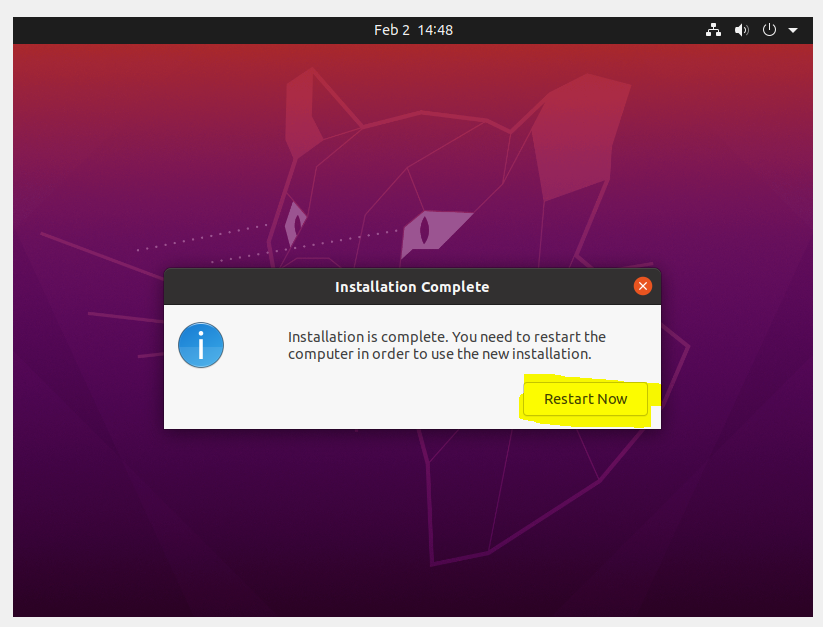 Feb 2 14:48
Installation Complete
Installation is complete. You need to restart the
computer in order to use the new installation.
Restart Now